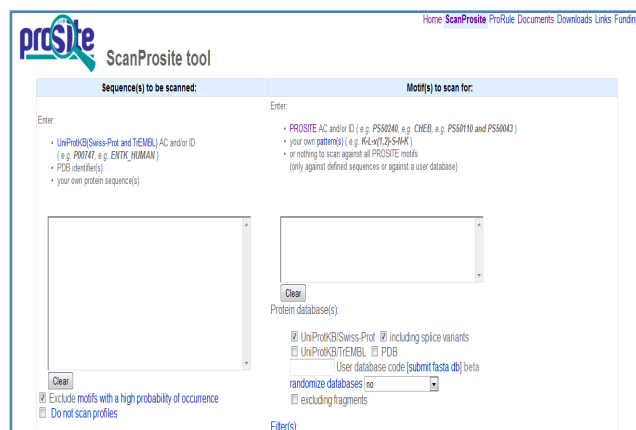 Home ScanProsite ProRule Documents Downloads Links Fundin
prosite
ScanProsite tool
Sequence(s) to be scanned:
Enter:
• UniProtKB(Swiss-Prot and TrEMBL) AC and/or ID
( e.g. P00747, e.g. ENTK_HUMAN )
• PDB identifier(s)
• your own protein sequence(s)
Clear
Exclude motifs with a high probability of occurrence
Do not scan profiles
Motif(s) to scan for:
Enter:
• PROSITE AC and/or ID ( e.g. PS50240, e.g. CHEB, e.g. PS50110 and PS50043 )
• your own pattern(s) ( e.g. K-L-x(1,2)-S-N-K )
• or nothing to scan against all PROSITE motifs
(only against defined sequences or against a user database)
Clear
Protein database(s):
UniProtKB/Swiss-Prot including splice variants
UniProtKB/TrEMBL PDB
User database code [submit fasta db] beta
randomize databases no
excluding fragments
Filter(s):